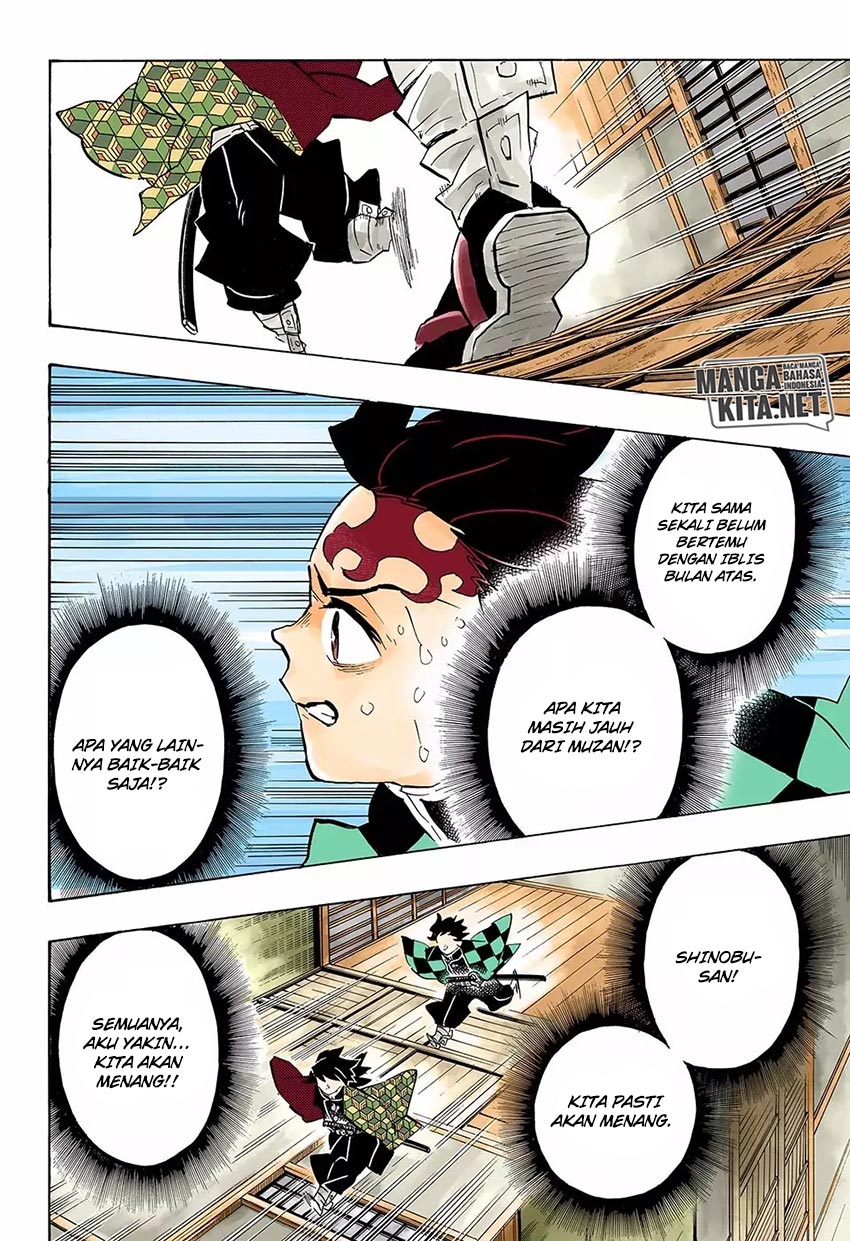 MANGA
KITA.NET
BACA MANGA
BAHASA
INDONESIA
KITA SAMA
SEKALI BELUM
BERTEMU
DENGAN IBLIS
BULAN ATAS.
APA KITA
MASIH JAUH
DARI MUZAN!?
APA YANG LAIN-
NYA BAIK-BAIK
SAJA!?
SHINOBU-
SAN!
KITA PASTI
AKAN MENANG.
SEMUANYA,
AKU YAKIN...
KITA AKAN
MENANG!!